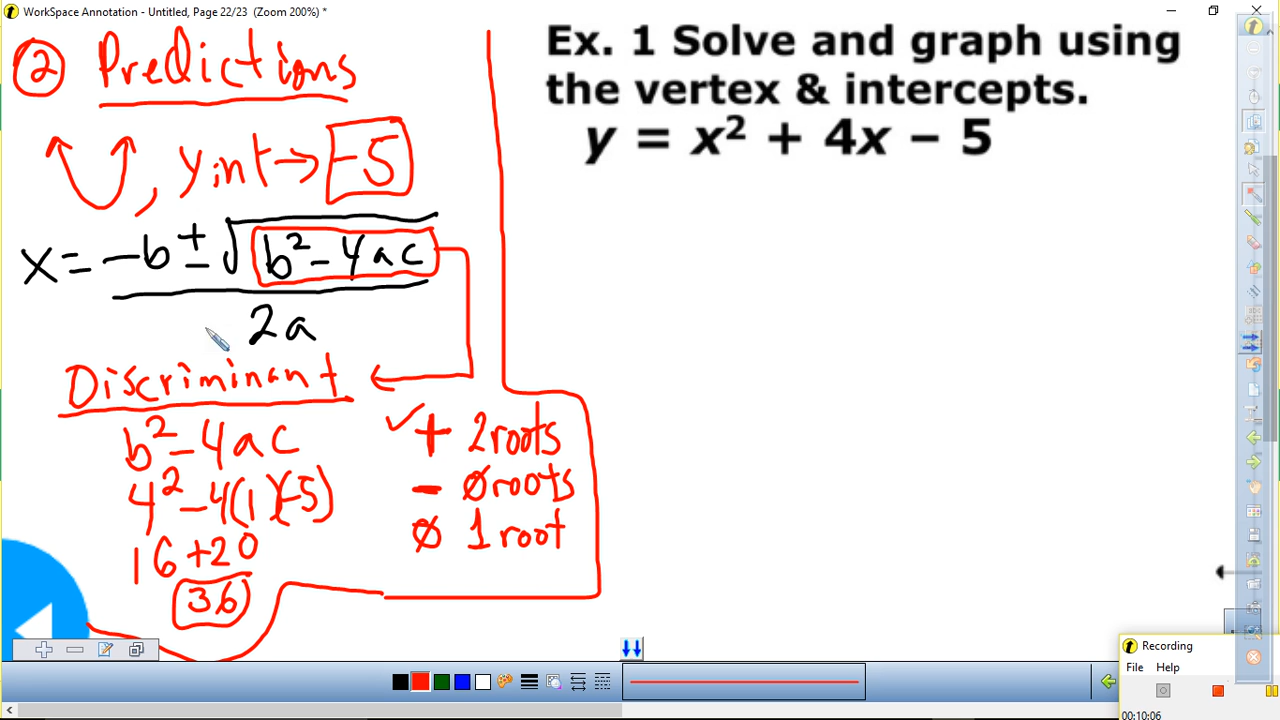 WorkSpace Annotation - Untitled, Page 22/23 (Zoom 200%) *
② Predictions
, y int → -5
x = -b ± √b² - 4ac
2a
Discriminant
b² - 4ac
4² - 4(1)(-5)
16 + 20
36
✓ + 2 roots
- Ø roots
Ø 1 root
Ex. 1 Solve and graph using
the vertex & intercepts.
y = x² + 4x – 5
Recording
File Help
00:10:06